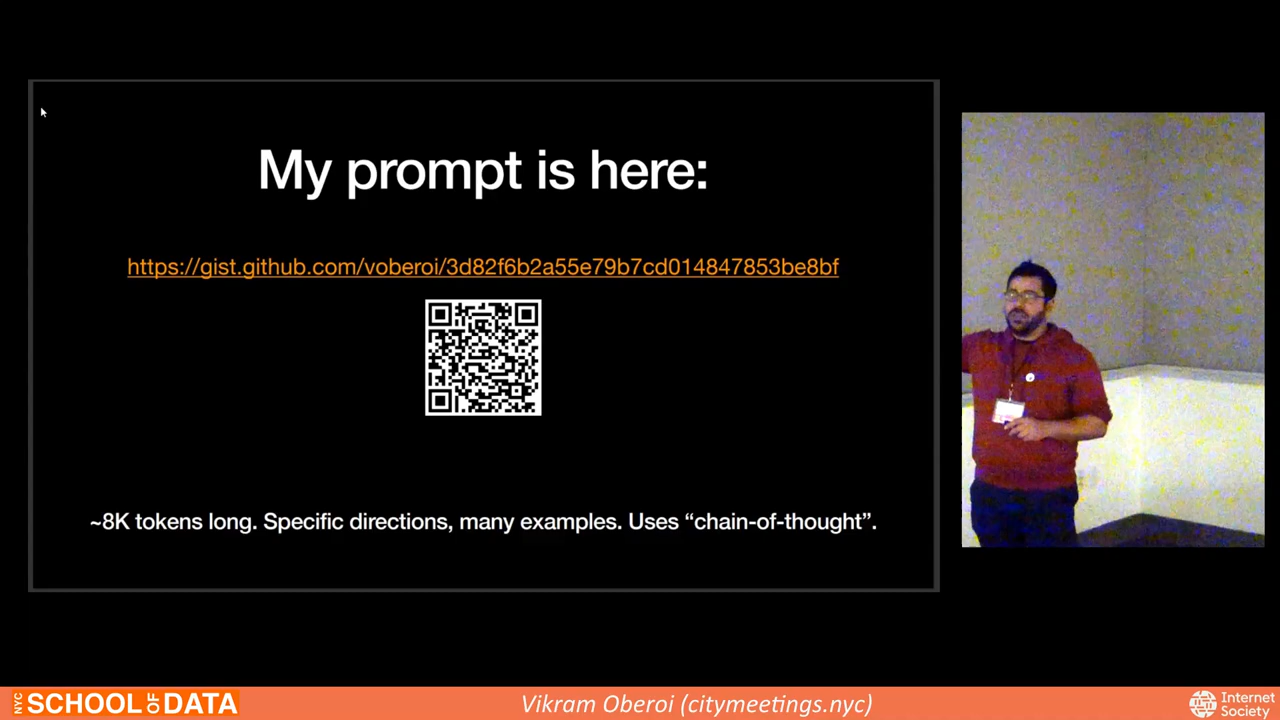 My prompt is here:
https://gist.github.com/voberoi/3d82f6b2a55e79b7cd014847853be8bf
~8K tokens long. Specific directions, many examples. Uses “chain-of-thought”.
NYC SCHOOL OF DATA
Vikram Oberoi (citymeetings.nyc)
Internet
Society